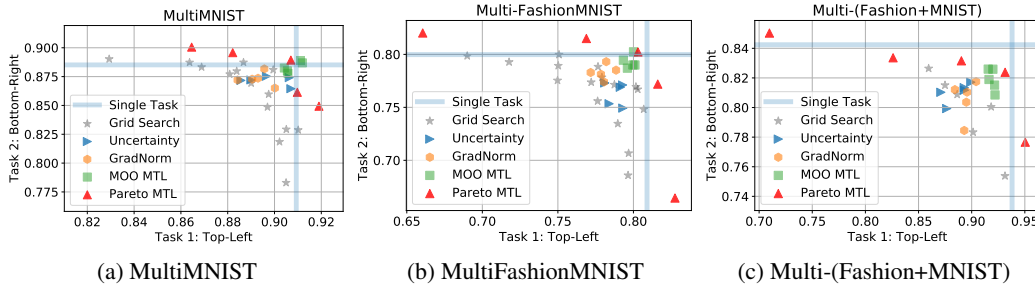 MultiMNIST
Task 2: Bottom-Right
0.900
0.875
0.850
0.825
0.800
0.775
Single Task
Grid Search
Uncertainty
GradNorm
MOO MTL
Pareto MTL
0.82 0.84 0.86 0.88 0.90 0.92
Task 1: Top-Left
(a) MultiMNIST
Multi-FashionMNIST
Task 2: Bottom-Right
0.80
0.75
0.70
Single Task
Grid Search
Uncertainty
GradNorm
MOO MTL
Pareto MTL
0.65 0.70 0.75 0.80
Task 1: Top-Left
(b) MultiFashionMNIST
Multi-(Fashion+MNIST)
Task 2: Bottom-Right
0.84
0.82
0.80
0.78
0.76
0.74
Single Task
Grid Search
Uncertainty
GradNorm
MOO MTL
Pareto MTL
0.70 0.75 0.80 0.85 0.90 0.95
Task 1: Top-Left
(c) Multi-(Fashion+MNIST)